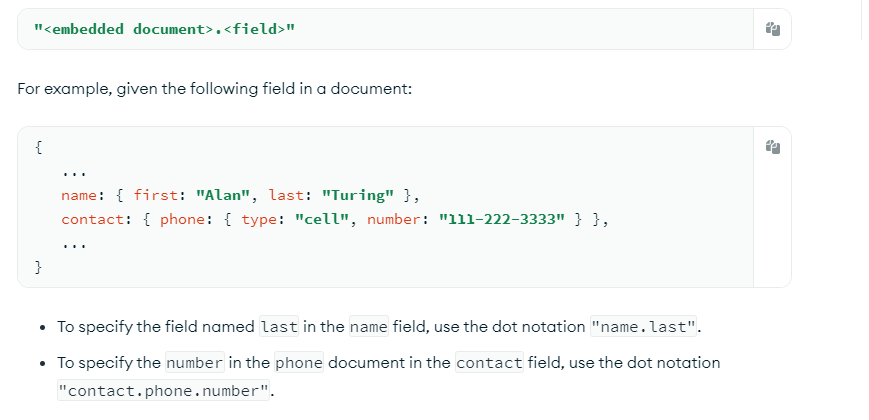 "<embedded document>.<field>"
For example, given the following field in a document:
{
...
name: { first: "Alan", last: "Turing" },
contact: { phone: { type: "cell", number: "111-222-3333" } },
...
}
• To specify the field named last in the name field, use the dot notation "name.last".
• To specify the number in the phone document in the contact field, use the dot notation
"contact.phone.number".